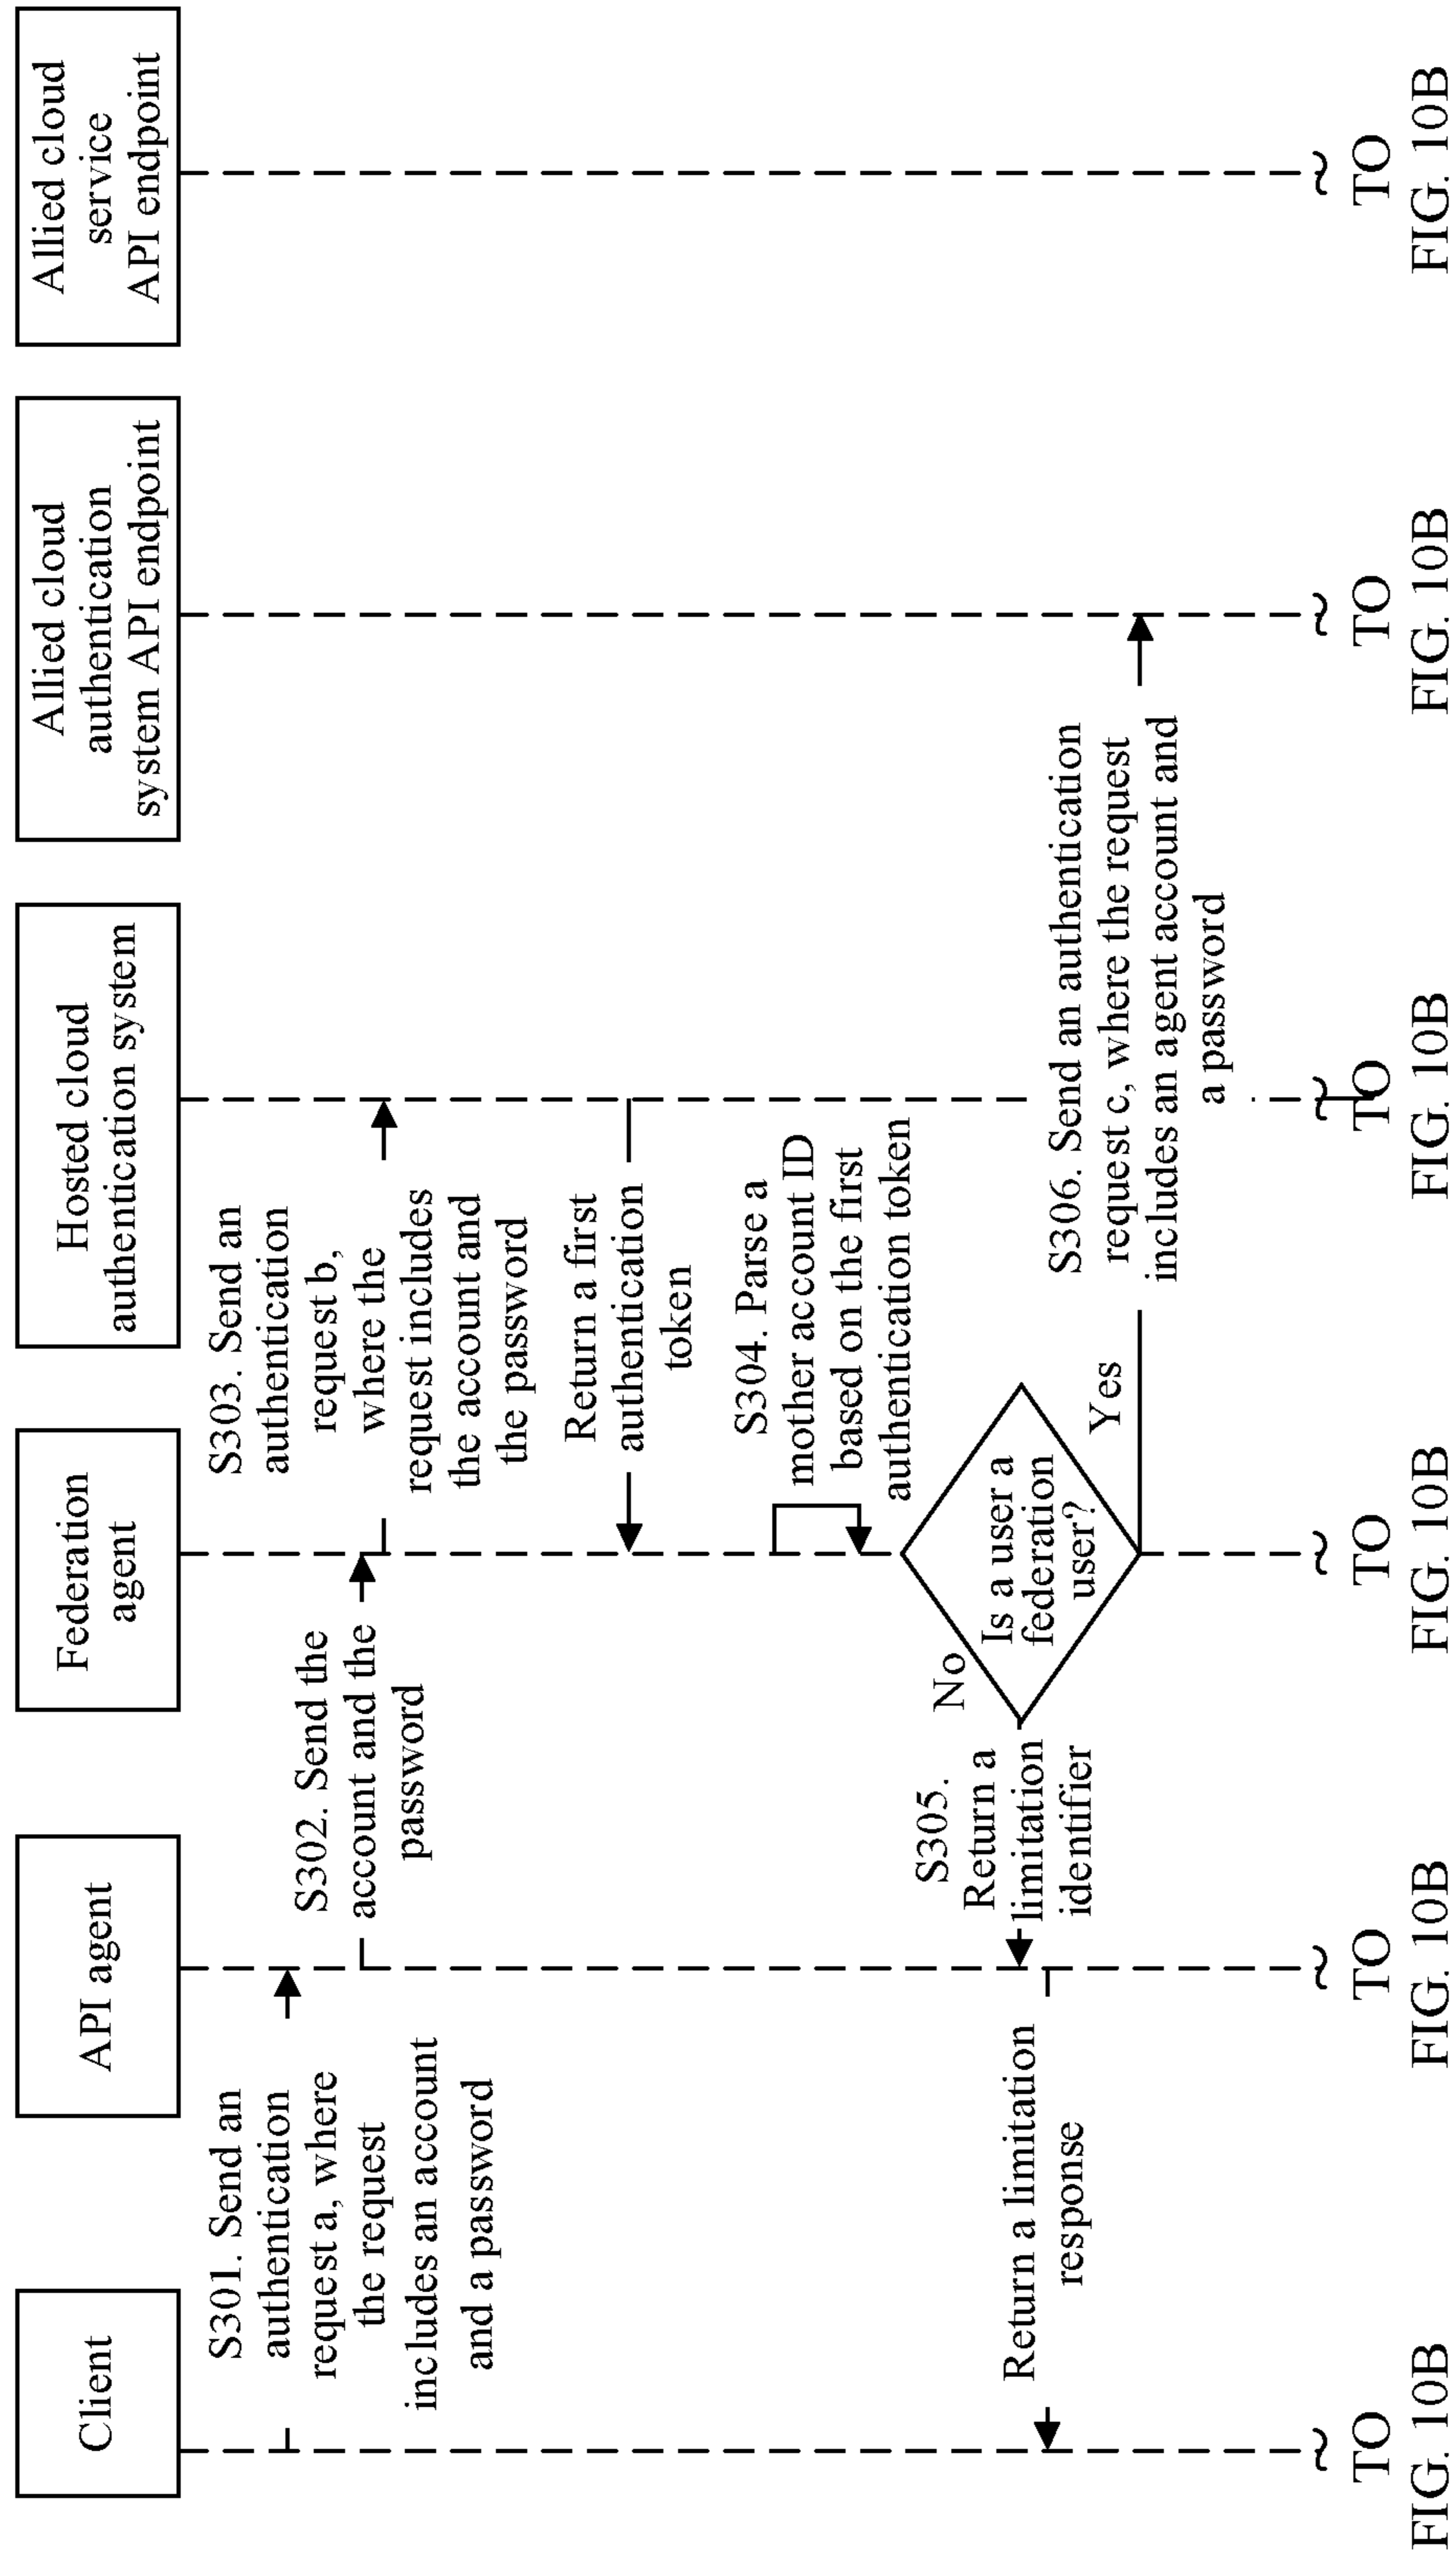 Client
API agent
Federation
agent
Hosted cloud
authentication system
Allied cloud
authentication
system API endpoint
Allied cloud
service
API endpoint
S301. Send an
authentication
request a, where
the request
includes an account
and a password
S302. Send the
account and the
password
S303. Send an
authentication
request b,
where the
request includes
the account and
the password
Return a first
authentication
token
S304. Parse a
mother account ID
based on the first
authentication token
Is a user a
federation
user?
No
Yes
S305.
Return a
limitation
identifier
Return a limitation
response
S306. Send an authentication
request c, where the request
includes an agent account and
a password
TO
FIG. 10B
TO
FIG. 10B
TO
FIG. 10B
TO
FIG. 10B
TO
FIG. 10B
TO
FIG. 10B